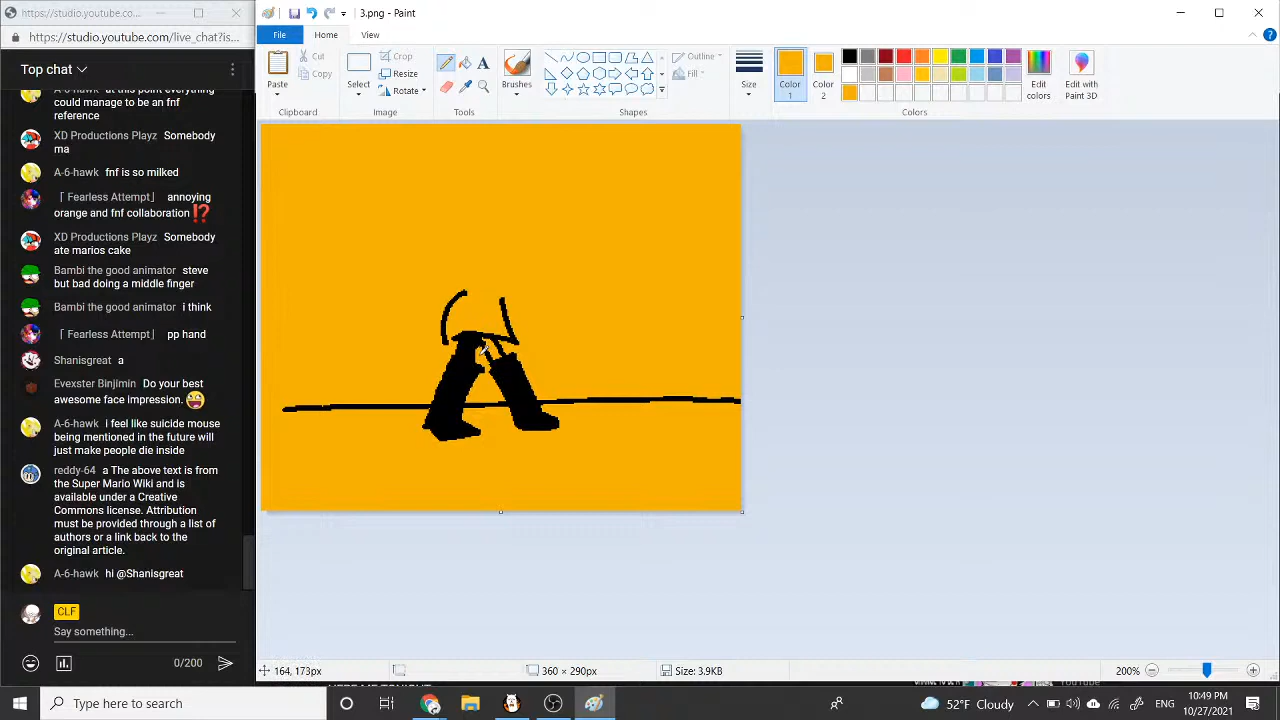 https://studio.youtube.co...
https://studio.youtube.com/live_chat?is...
Top chat
A-6-hawk at this point everything
could manage to be an fnf
reference
XD Productions Playz Somebody
ma
A-6-hawk fnf is so milked
「 Fearless Attempt」 annoying
orange and fnf collaboration⁉️
XD Productions Playz Somebody
ate marios cake
Bambi the good animator steve
but bad doing a middle finger
Bambi the good animator i think
「 Fearless Attempt」 pp hand
Shanisgreat a
Evexster Binjimin Do your best
awesome face impression.😀
A-6-hawk i feel like suicide mouse
being mentioned in the future will
just make people die inside
reddy-64 a The above text is from
the Super Mario Wiki and is
available under a Creative
Commons license. Attribution
must be provided through a list of
authors or a link back to the
original article.
A-6-hawk hi @Shanisgreat
CLF
Say something...
0/200
3.png - Paint
File Home View
Paste
Cut
Copy
Clipboard
Select
Crop
Resize
Rotate
Image
A
Tools
Brushes
Outline
Fill
Shapes
Size
Color
1
Color
2
Edit
colors
Edit with
Paint 3D
Colors
164, 173px
360 × 290px
Size: 3.9KB
200%
YouTube
Type here to search
52°F Cloudy
ENG
10:49 PM
10/27/2021